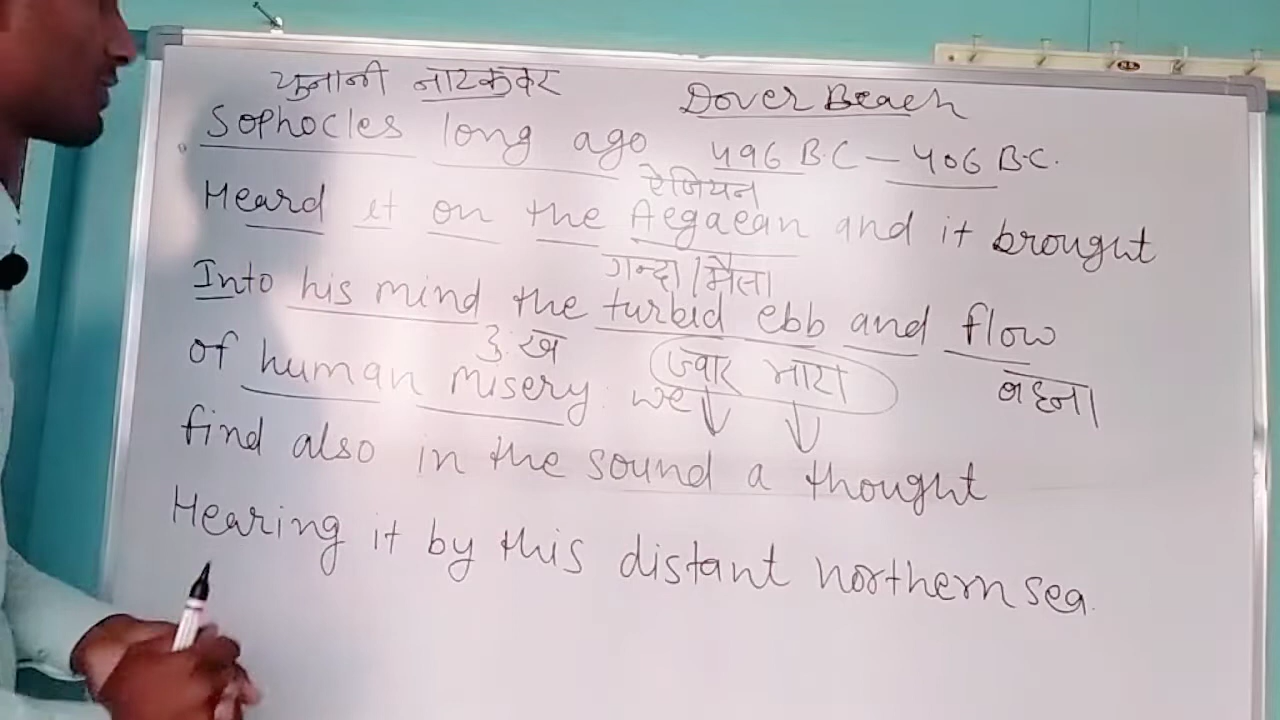 युनानी नाटककार Dover Beach
Sophocles long ago 496 B.C - 406 B.C.
ऐजियन
Heard it on the Aegaean and it brought
गन्दा / मैला
Into his mind the turbid ebb and flow
दुःख ज्वार भाटा बहना
of human misery: we
find also in the sound a thought
Hearing it by this distant northern sea.